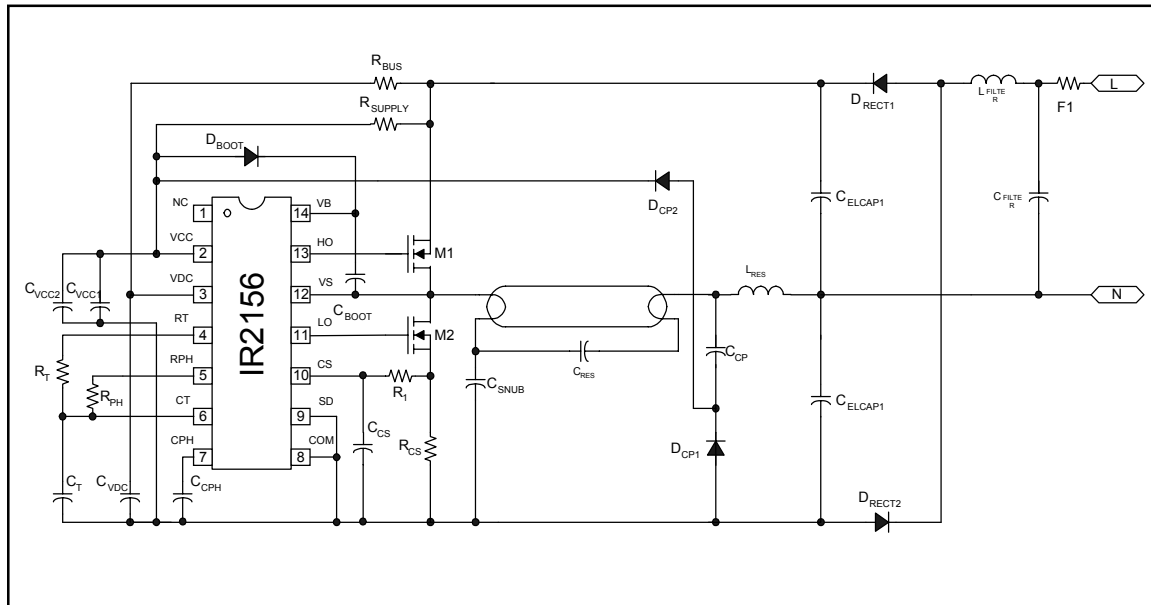 RBUS
RSUPPLY
DBOOT
DRECT1
LFILTE
R
F1
L
NC
1
14
VB
DCP2
CELCAP1
CFILTE
R
VCC
2
13
HO
M1
CVCC2
CVCC1
VDC
3
12
VS
CBOOT
LRES
N
RT
4
11
LO
M2
IR2156
RT
RPH
RPH
5
10
CS
R1
CRES
CSNUB
CCP
CELCAP1
CT
6
9
SD
CCS
RCS
DCP1
CPH
7
8
COM
CT
CVDC
CCPH
DRECT2